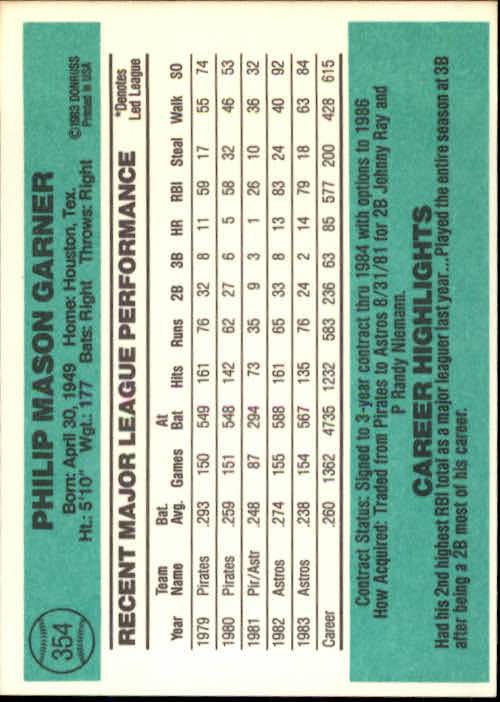 354
PHILIP MASON GARNER
©1983 DONRUSS
Printed in USA
Born: April 30, 1949 Home: Houston, Tex.
Ht.: 5'10" Wgt.: 177 Bats: Right Throws: Right
RECENT MAJOR LEAGUE PERFORMANCE
*Denotes
Led League
Year Team Name Bat. Avg. Games At Bat Hits Runs 2B 3B HR RBI Steal Walk SO
1979 Pirates .293 150 549 161 76 32 8 11 59 17 55 74
1980 Pirates .259 151 548 142 62 27 6 5 58 32 46 53
1981 Pir/Astr .248 87 294 73 35 9 3 1 26 10 36 32
1982 Astros .274 155 588 161 65 33 8 13 83 24 40 92
1983 Astros .238 154 567 135 76 24 2 14 79 18 63 84
Career .260 1362 4735 1232 583 236 63 85 577 200 428 615
Contract Status: Signed to 3-year contract thru 1984 with options to 1986
How Acquired: Traded from Pirates to Astros 8/31/81 for 2B Johnny Ray and
P Randy Niemann.
CAREER HIGHLIGHTS
Had his 2nd highest RBI total as a major leaguer last year...Played the entire season at 3B
after being a 2B most of his career.